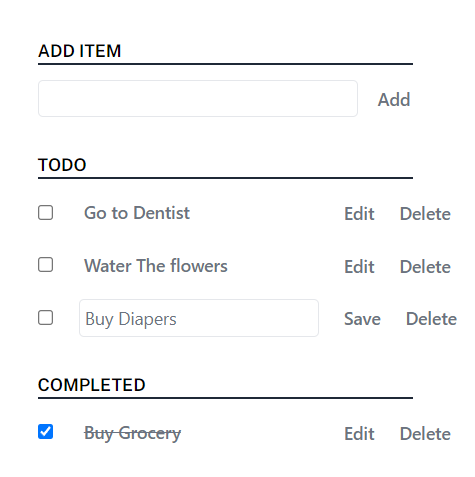 ADD ITEM
Add
TODO
Go to Dentist Edit Delete
Water The flowers Edit Delete
Buy Diapers Save Delete
COMPLETED
Buy Grocery Edit Delete